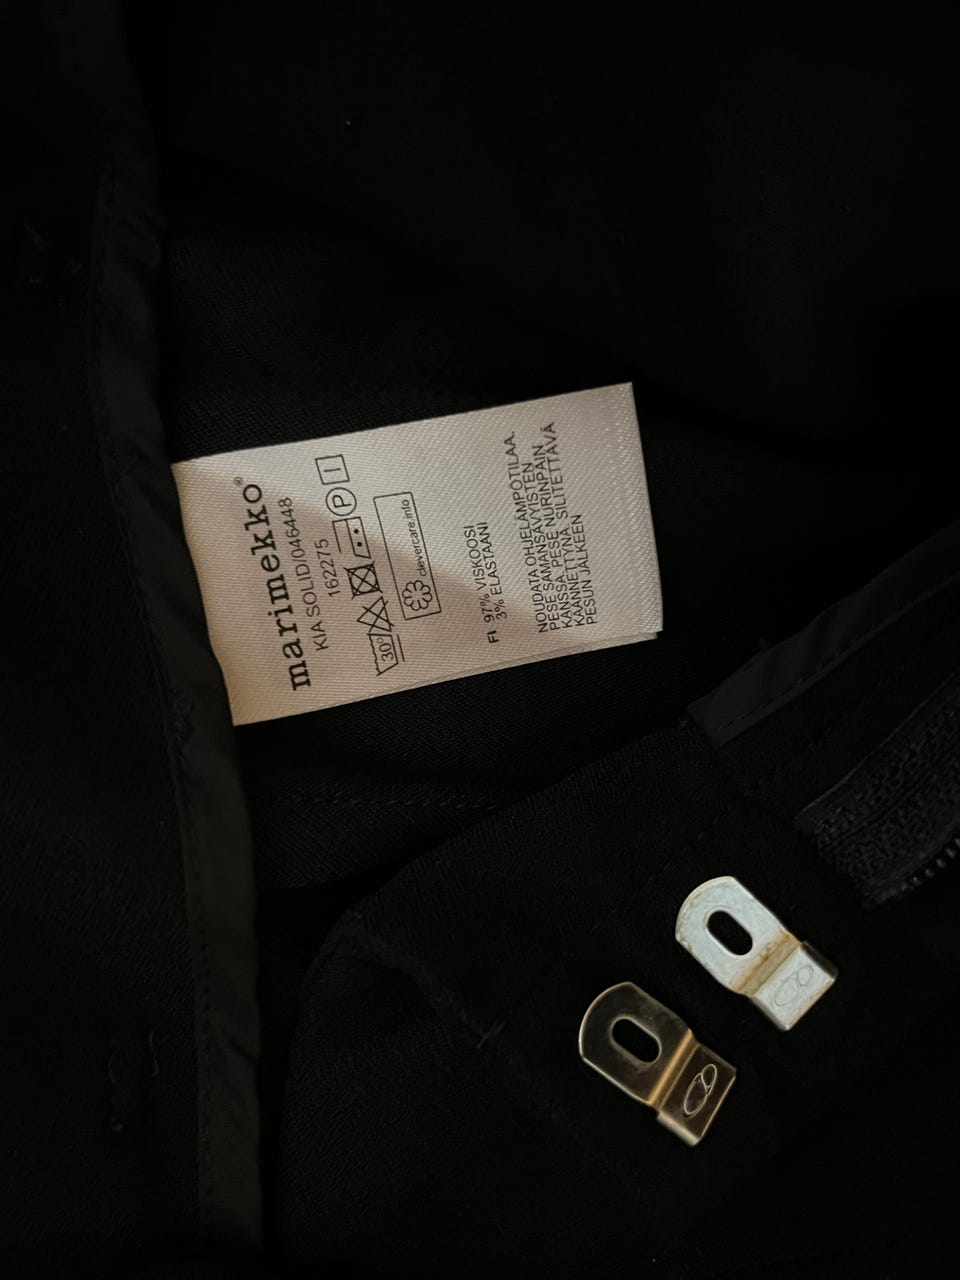 marimekko®
KIA SOLID/046448
162275
30° P
clevercare.info
FI 97% VISKOOSI
3% ELASTAANI
NOUDATA OHJELÄMPÖTILAA.
PESE SAMANSÄVYISTEN
KANSSA. PESE NURINPÄIN
KÄÄNNETTYNÄ. SILITETTÄVÄ
PESUN JÄLKEEN